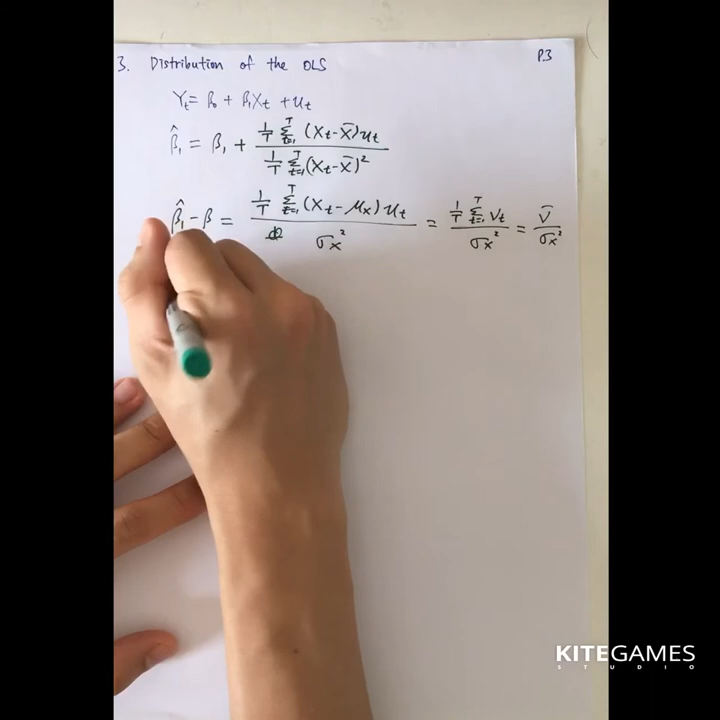 3. Distribution of the OLS P.3
Yt = β₀ + β₁Xt + ut
β̂₁ = β₁ + (1/T Σ_{t=1}^{T} (Xt - X̄)ut) / (1/T Σ_{t=1}^{T} (Xt - X̄)²)
β̂₁ - β = (1/T Σ_{t=1}^{T} (Xt - μx)ut) / σx² = (1/T Σ_{t=1}^{T} Vt) / σx² = V̄ / σx²
KITEGAMES
STUDIO